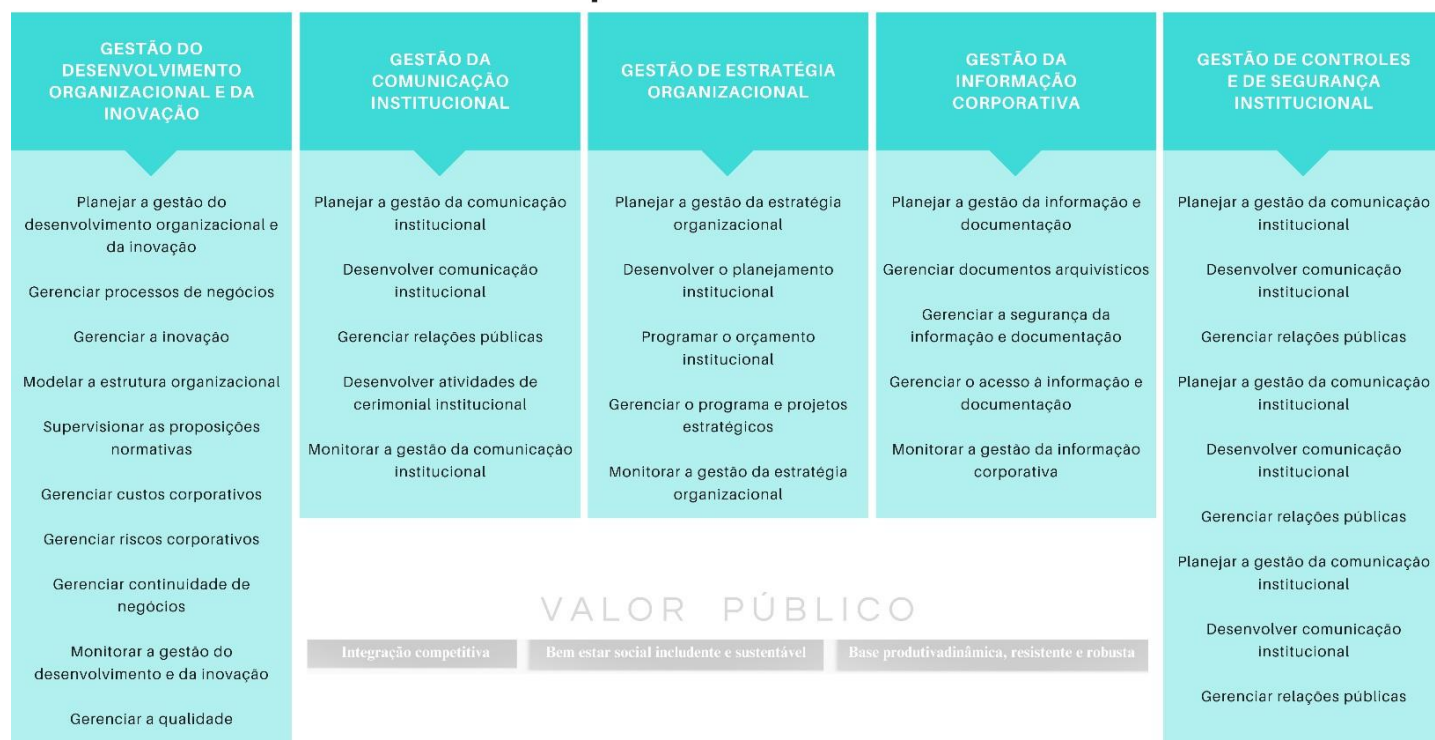 GESTÃO DO
DESENVOLVIMENTO
ORGANIZACIONAL E DA
INOVAÇÃO
Planejar a gestão do
desenvolvimento organizacional e
da inovação
Gerenciar processos de negócios
Gerenciar a inovação
Modelar a estrutura organizacional
Supervisionar as proposições
normativas
Gerenciar custos corporativos
Gerenciar riscos corporativos
Gerenciar continuidade de
negócios
Monitorar a gestão do
desenvolvimento e da inovação
Gerenciar a qualidade
GESTÃO DA
COMUNICAÇÃO
INSTITUCIONAL
Planejar a gestão da comunicação
institucional
Desenvolver comunicação
institucional
Gerenciar relações públicas
Desenvolver atividades de
cerimonial institucional
Monitorar a gestão da comunicação
institucional
GESTÃO DE ESTRATÉGIA
ORGANIZACIONAL
Planejar a gestão da estratégia
organizacional
Desenvolver o planejamento
institucional
Programar o orçamento
institucional
Gerenciar o programa e projetos
estratégicos
Monitorar a gestão da estratégia
organizacional
GESTÃO DA
INFORMAÇÃO
CORPORATIVA
Planejar a gestão da informação e
documentação
Gerenciar documentos arquivísticos
Gerenciar a segurança da
informação e documentação
Gerenciar o acesso à informação e
documentação
Monitorar a gestão da informação
corporativa
GESTÃO DE CONTROLES
E DE SEGURANÇA
INSTITUCIONAL
Planejar a gestão da comunicação
institucional
Desenvolver comunicação
institucional
Gerenciar relações públicas
Planejar a gestão da comunicação
institucional
Desenvolver comunicação
institucional
Gerenciar relações públicas
Planejar a gestão da comunicação
institucional
Desenvolver comunicação
institucional
Gerenciar relações públicas
VALOR PÚBLICO
Integração competitiva
Bem estar social includente e sustentável
Base produtivadinâmica, resistente e robusta